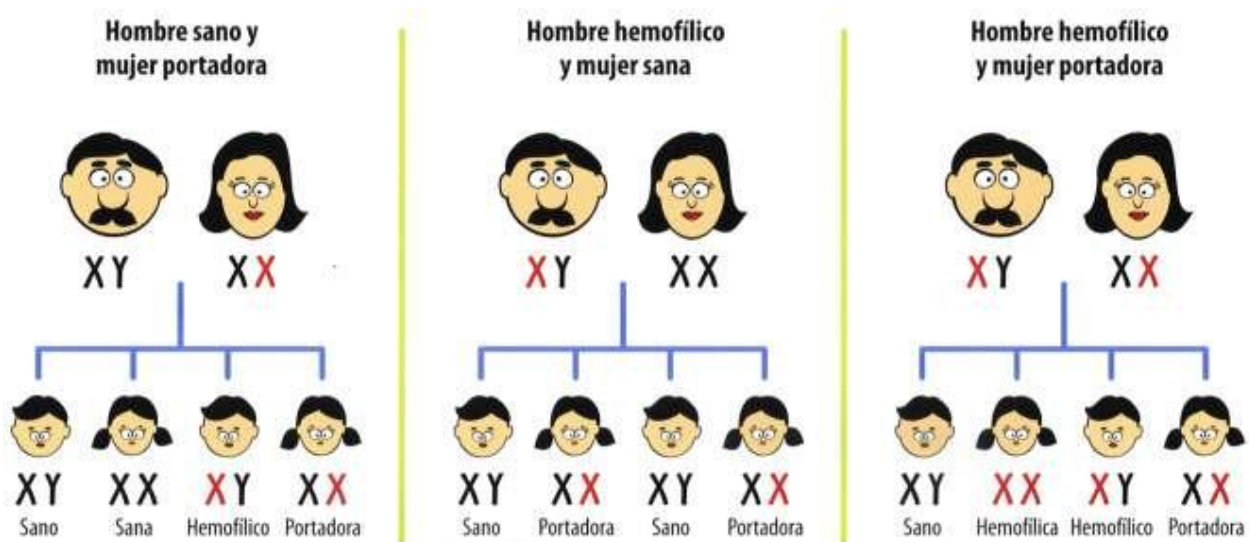 Hombre sano y
mujer portadora
XY
XX
XY
XX
XY
XX
Sano
Sana
Hemofílico
Portadora
Hombre hemofílico
y mujer sana
XY
XX
XY
XX
XY
XX
Sano
Portadora
Sano
Portadora
Hombre hemofílico
y mujer portadora
XY
XX
XY
XX
XY
XX
Sano
Hemofílica
Hemofílico
Portadora